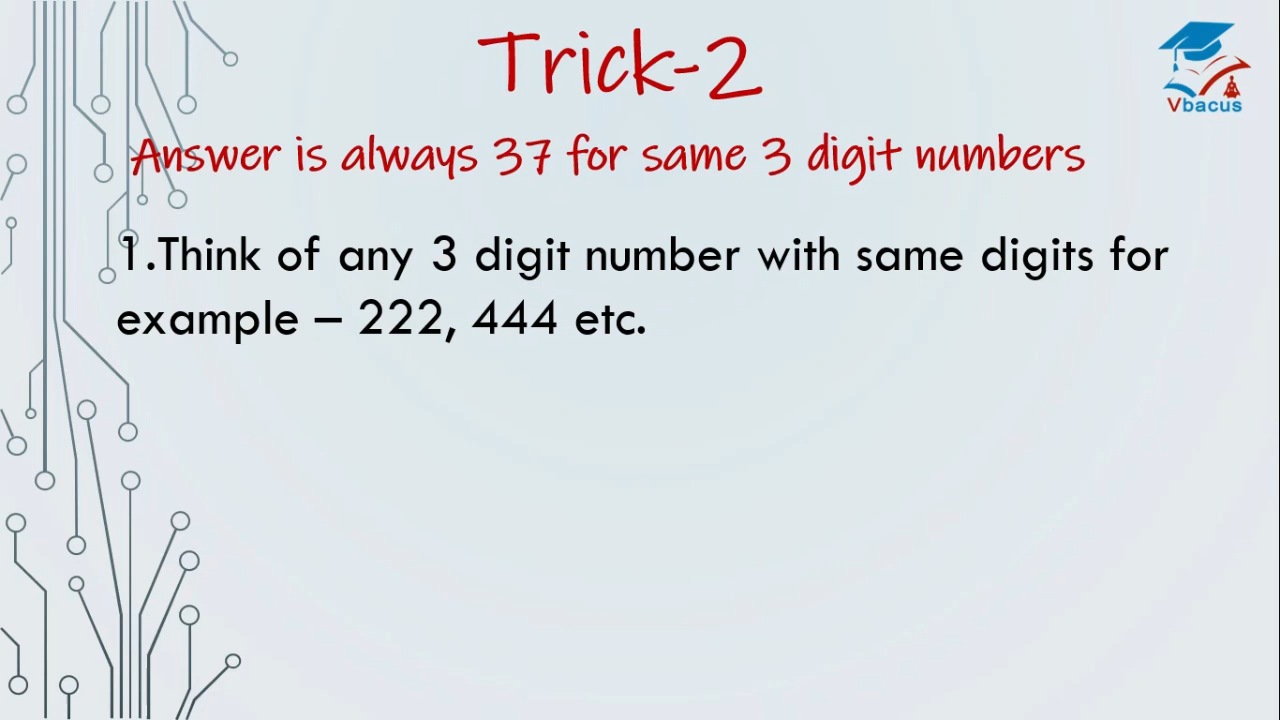 Trick-2
Vbacus
Answer is always 37 for same 3 digit numbers
1.Think of any 3 digit number with same digits for
example – 222, 444 etc.